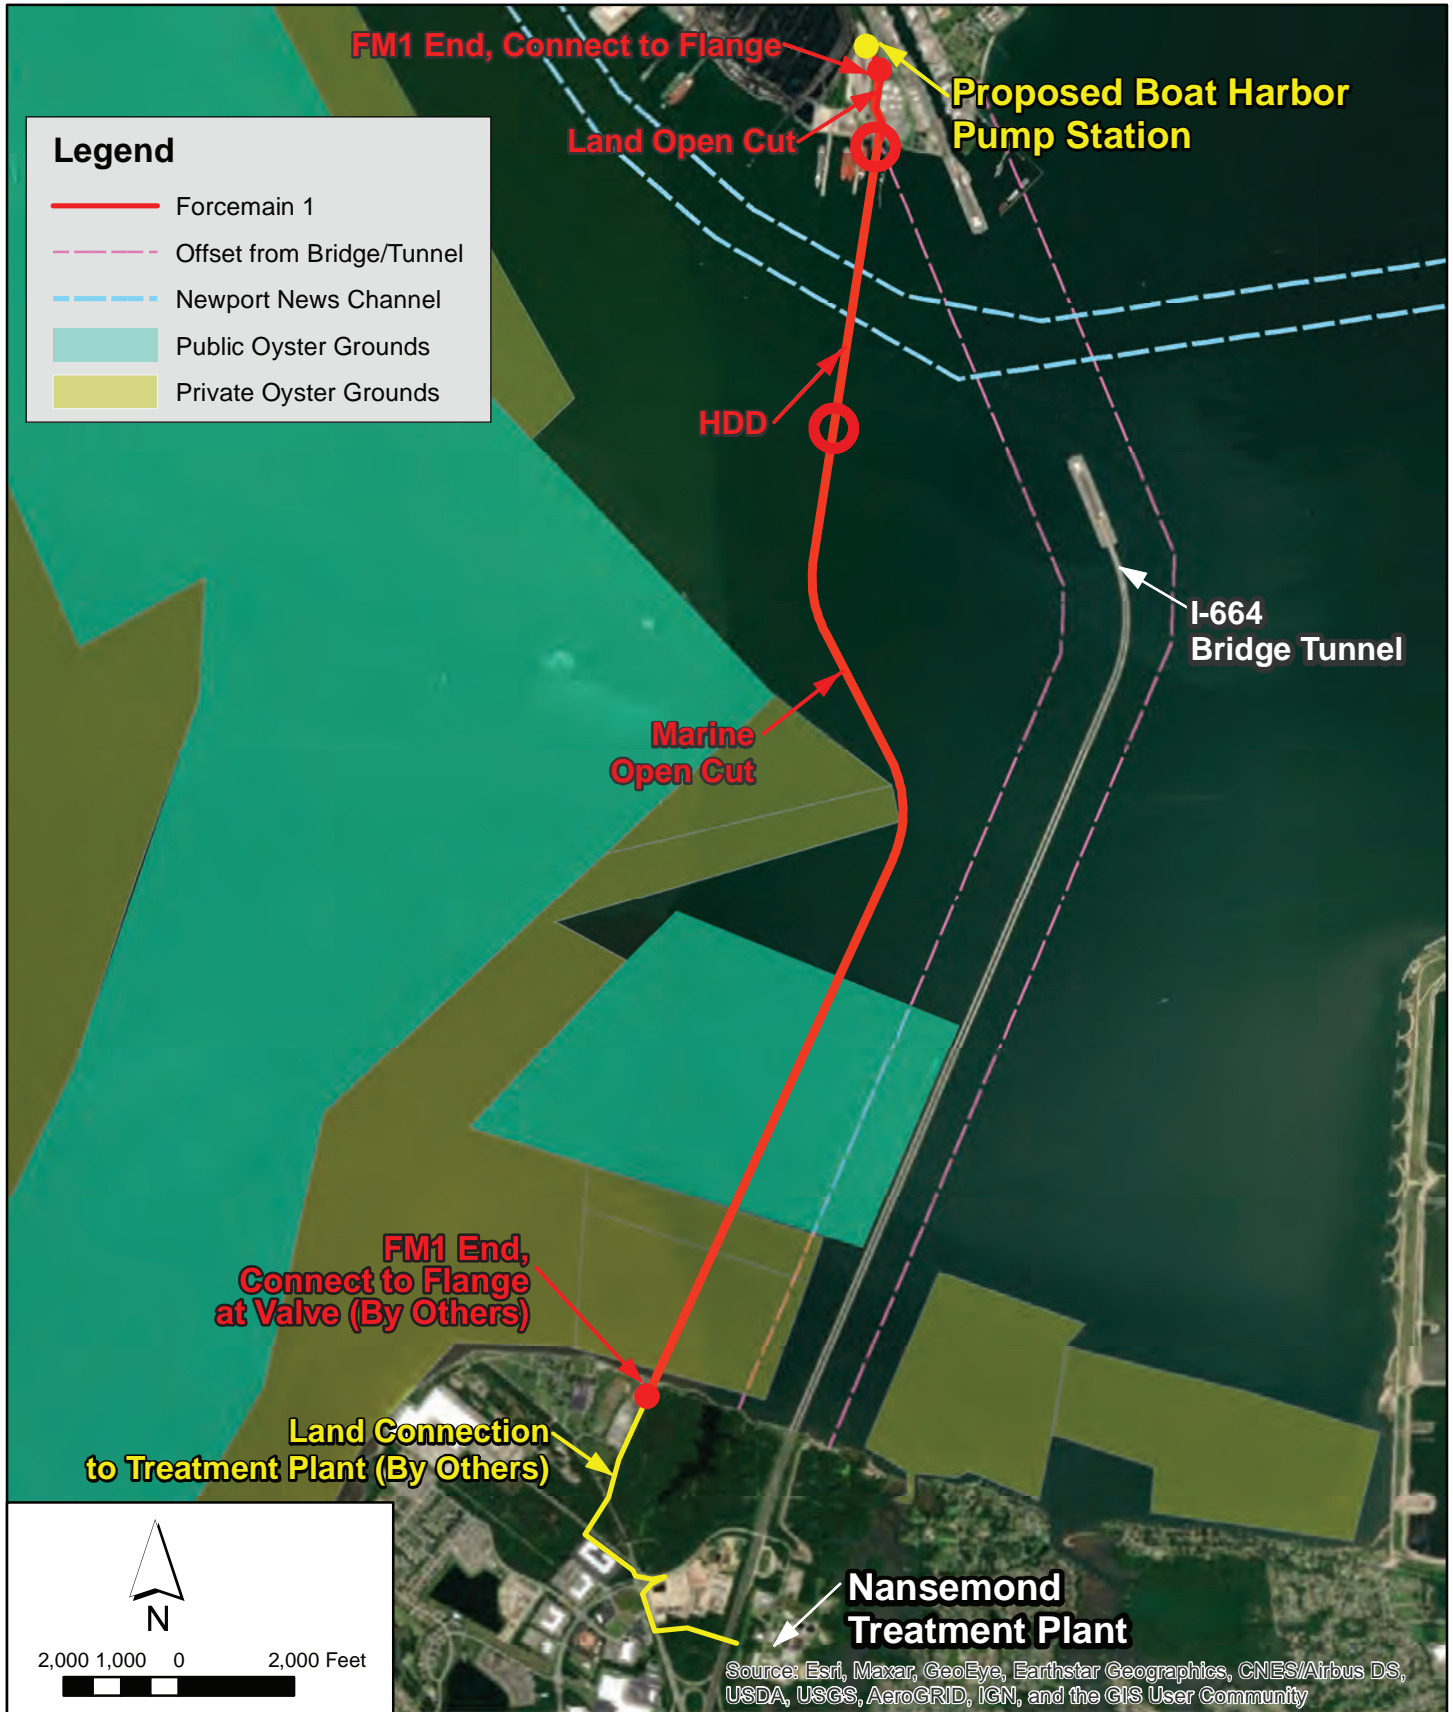 FM1 End, Connect to Flange
Proposed Boat Harbor
Pump Station
Land Open Cut
Legend
Forcemain 1
Offset from Bridge/Tunnel
Newport News Channel
Public Oyster Grounds
Private Oyster Grounds
HDD
I-664
Bridge Tunnel
Marine
Open Cut
FM1 End,
Connect to Flange
at Valve (By Others)
Land Connection
to Treatment Plant (By Others)
Nansemond
Treatment Plant
N
2,000 1,000 0 2,000 Feet
Source: Esri, Maxar, GeoEye, Earthstar Geographics, CNES/Airbus DS,
USDA, USGS, AeroGRID, IGN, and the GIS User Community